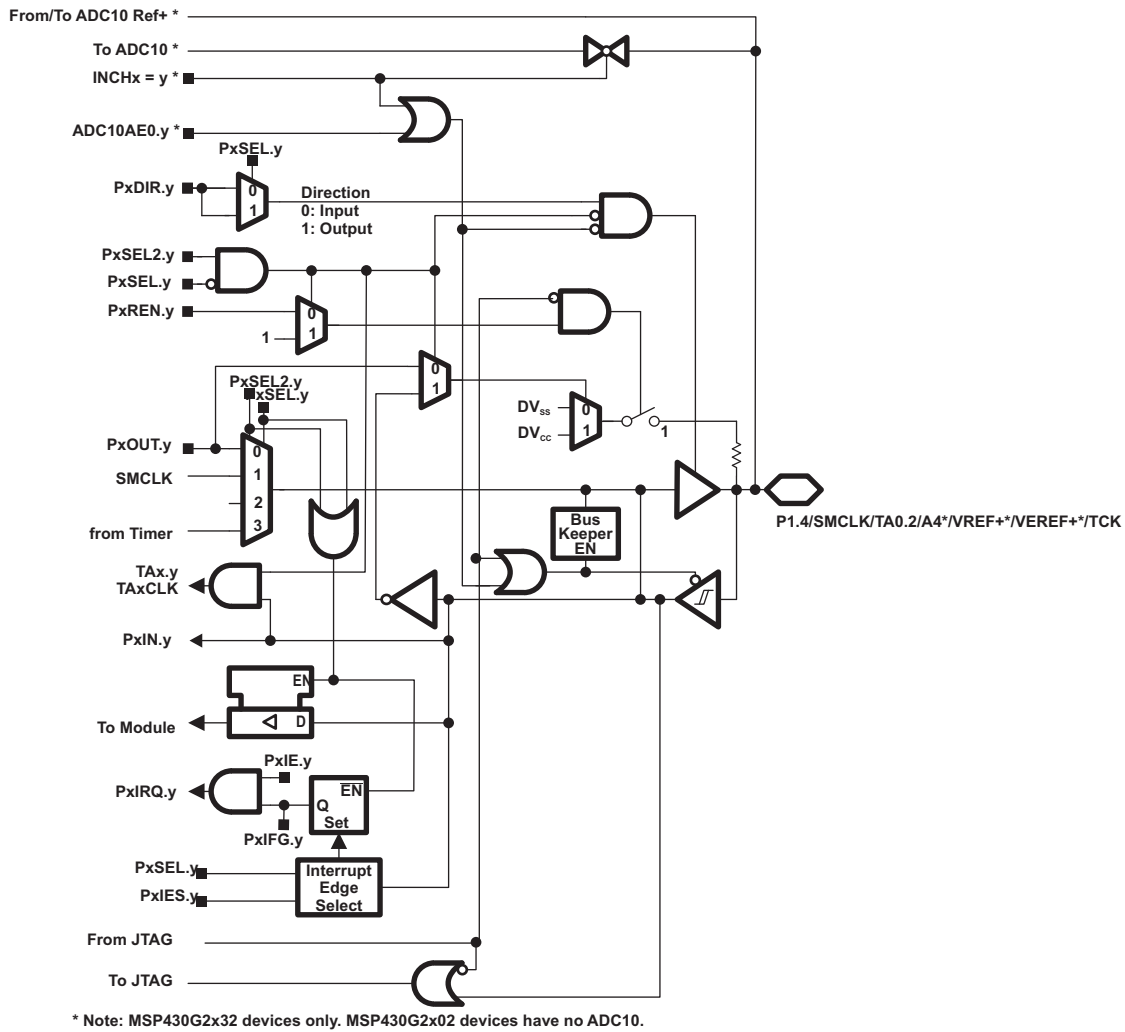 From/To ADC10 Ref+ *
To ADC10 *
INCHx = y *
ADC10AE0.y *
PxSEL.y
PxDIR.y
0
1
Direction
0: Input
1: Output
PxSEL2.y
PxSEL.y
PxREN.y
0
1
1
0
1
PxSEL2.y
PxSEL.y
DVSS
DVCC
0
1
1
PxOUT.y
SMCLK
from Timer
0
1
2
3
Bus
Keeper
EN
P1.4/SMCLK/TA0.2/A4*/VREF+*/VEREF+*/TCK
TAx.y
TAxCLK
PxIN.y
EN
To Module
D
PxIE.y
PxIRQ.y
EN
Q
Set
PxIFG.y
PxSEL.y
PxIES.y
Interrupt
Edge
Select
From JTAG
To JTAG
* Note: MSP430G2x32 devices only. MSP430G2x02 devices have no ADC10.